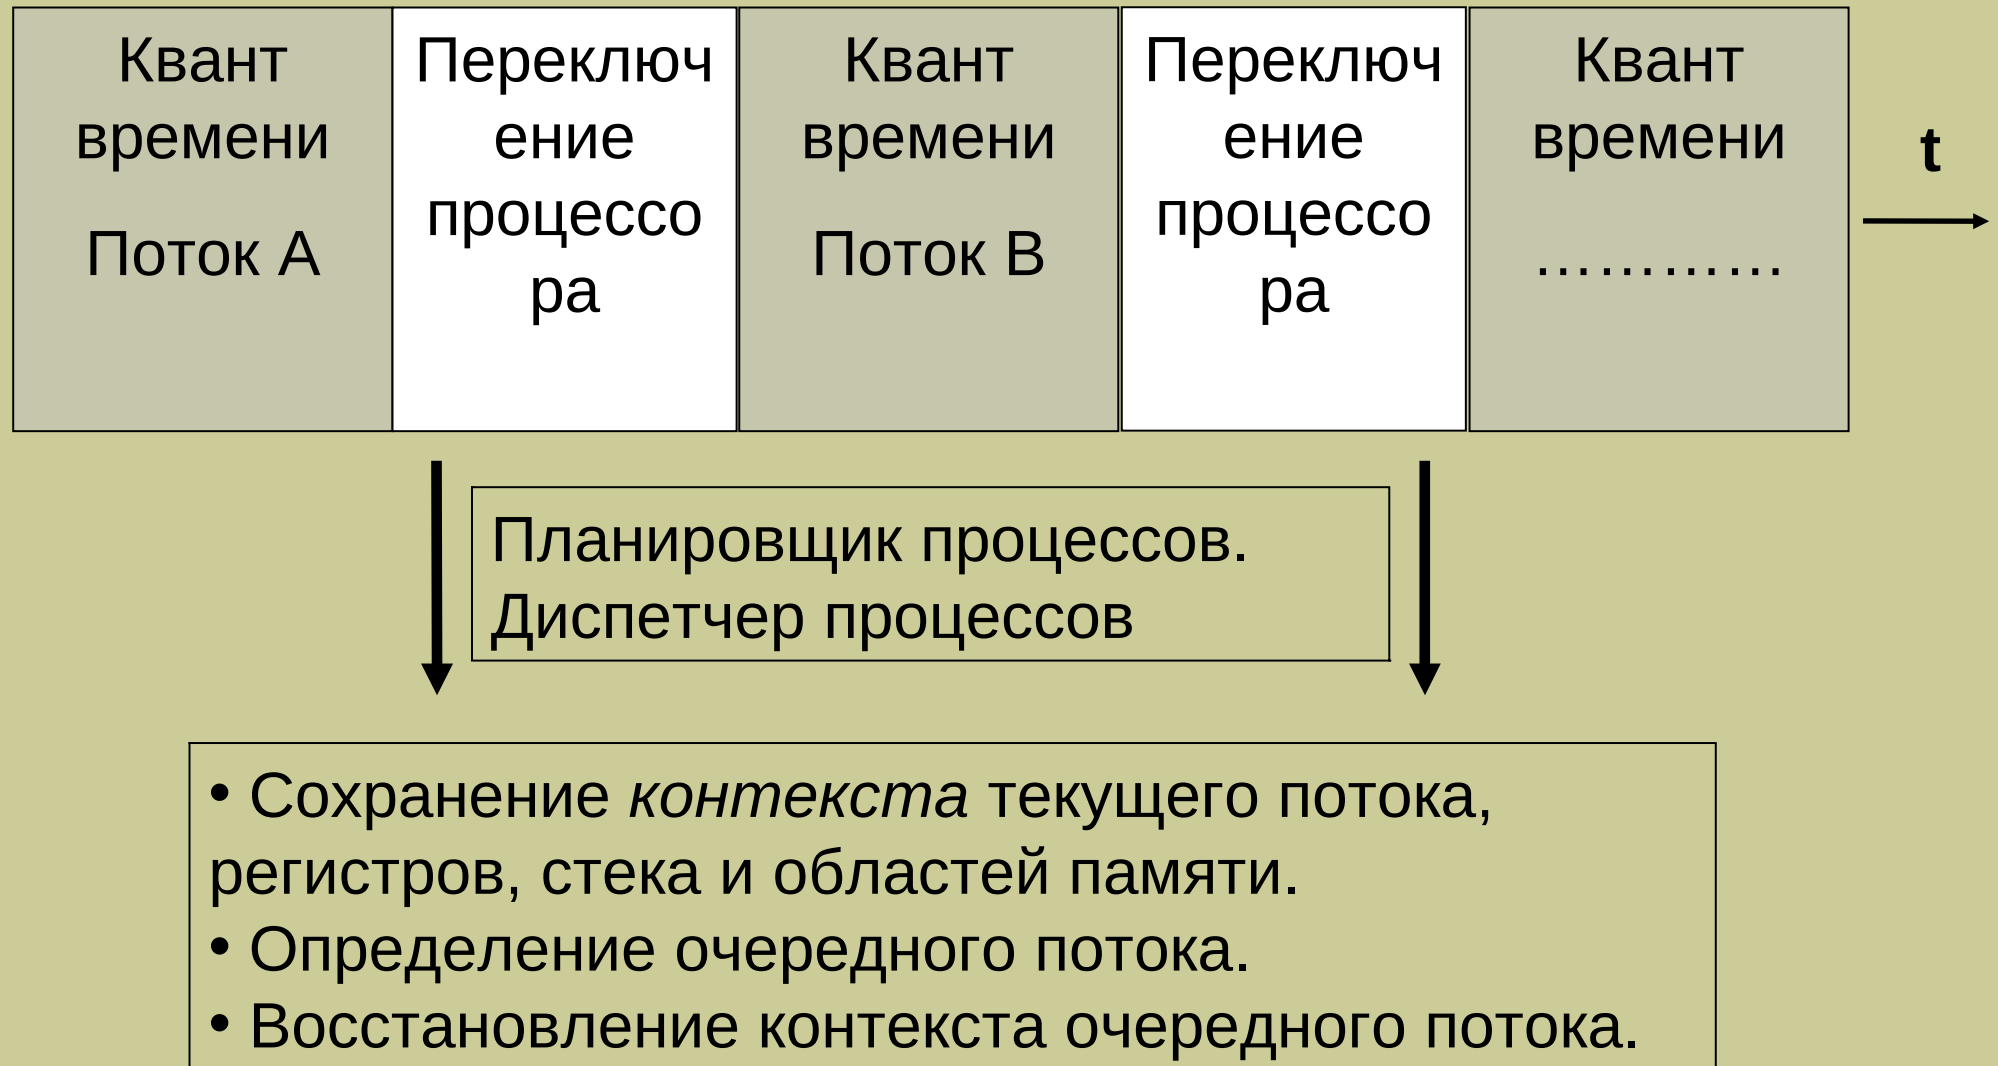 Квант
времени
Поток А
Переключ
ение
процессо
ра
Квант
времени
Поток В
Переключ
ение
процессо
ра
Квант
времени
…………
t
Планировщик процессов.
Диспетчер процессов
• Сохранение контекста текущего потока,
регистров, стека и областей памяти.
• Определение очередного потока.
• Восстановление контекста очередного потока.